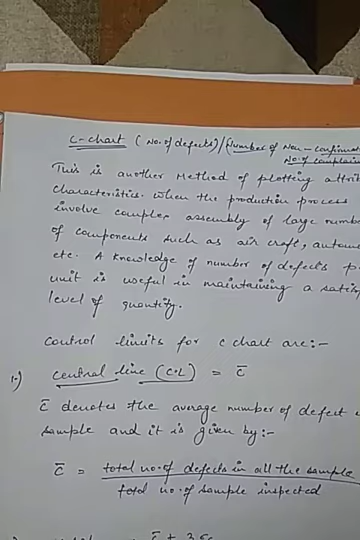 C-chart (No. of defects)/(Number of Non-confirmat
No. of complain
This is another Method of plotting attrib
characteristics. When the production process
involve complex assembly of large numbe
of components such as air craft, automo
etc. A knowledge of number of defects p
unit is useful in maintaining a satis
level of quantity.
control limits for c chart are:-
1.) central line (C.L) = c̄
c̄ denotes the average number of defect i
sample and it is given by:-
c̄ = total no. of defects in all the sample
total no. of sample inspected